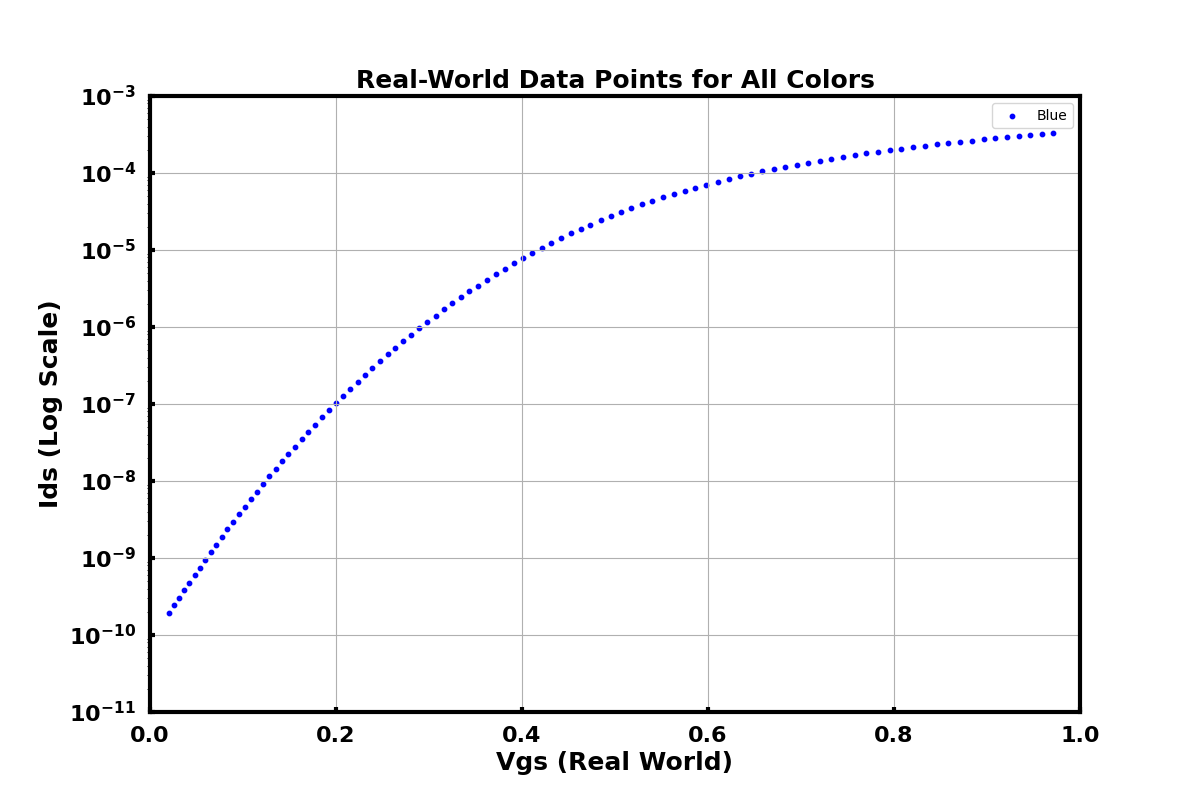 Real-World Data Points for All Colors
Blue
Ids (Log Scale)
10⁻³
10⁻⁴
10⁻⁵
10⁻⁶
10⁻⁷
10⁻⁸
10⁻⁹
10⁻¹⁰
10⁻¹¹
0.0 0.2 0.4 0.6 0.8 1.0
Vgs (Real World)